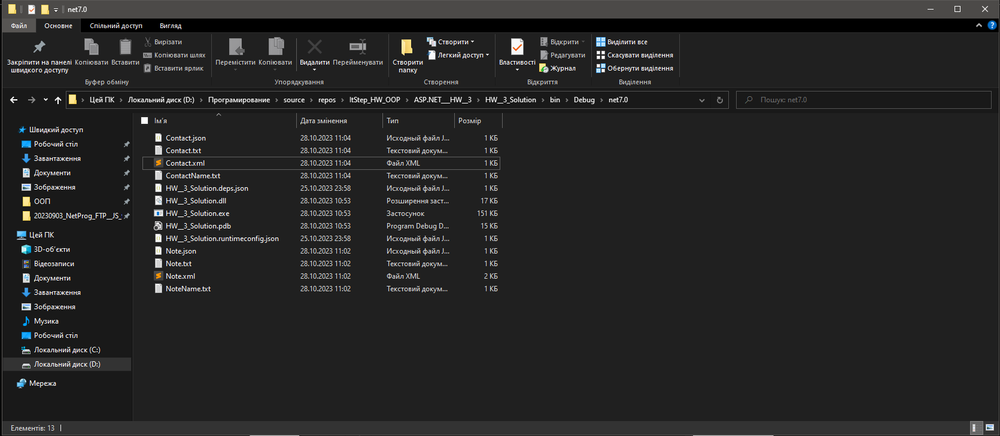 net7.0
Файл Основне Спільний доступ Вигляд
Закріпити на панелі швидкого доступу
Копіювати
Вставити
Вирізати
Копіювати шлях
Вставити ярлик
Буфер обміну
Перемістити
Копіювати
Видалити
Перейменувати
Упорядкування
Створити папку
Створити
Легкий доступ
Створення
Властивості
Відкрити
Редагувати
Журнал
Відкриття
Виділити все
Скасувати виділення
Обернути виділення
Виділення
Цей ПК › Локальний диск (D:) › Програмирование › source › repos › ItStep_HW_OOP › ASP.NET__HW__3 › HW__3_Solution › bin › Debug › net7.0
Пошук: net7.0
Швидкий доступ
Робочий стіл
Завантаження
Документи
Зображення
ООП
20230903_NetProg_FTP__JS_
Цей ПК
3D-об'єкти
Відеозаписи
Документи
Завантаження
Зображення
Музика
Робочий стіл
Локальний диск (C:)
Локальний диск (D:)
Мережа
Ім'я Дата змінення Тип Розмір
Contact.json 28.10.2023 11:04 Исходный файл J... 1 КБ
Contact.txt 28.10.2023 11:04 Текстовий докум... 1 КБ
Contact.xml 28.10.2023 11:04 Файл XML 1 КБ
ContactName.txt 28.10.2023 11:04 Текстовий докум... 1 КБ
HW__3_Solution.deps.json 25.10.2023 23:58 Исходный файл J... 1 КБ
HW__3_Solution.dll 28.10.2023 10:53 Розширення заст... 17 КБ
HW__3_Solution.exe 28.10.2023 10:53 Застосунок 151 КБ
HW__3_Solution.pdb 28.10.2023 10:53 Program Debug D... 15 КБ
HW__3_Solution.runtimeconfig.json 25.10.2023 23:58 Исходный файл J... 1 КБ
Note.json 28.10.2023 11:02 Исходный файл J... 1 КБ
Note.txt 28.10.2023 11:02 Текстовий докум... 1 КБ
Note.xml 28.10.2023 11:02 Файл XML 2 КБ
NoteName.txt 28.10.2023 11:02 Текстовий докум... 1 КБ
Елементів: 13